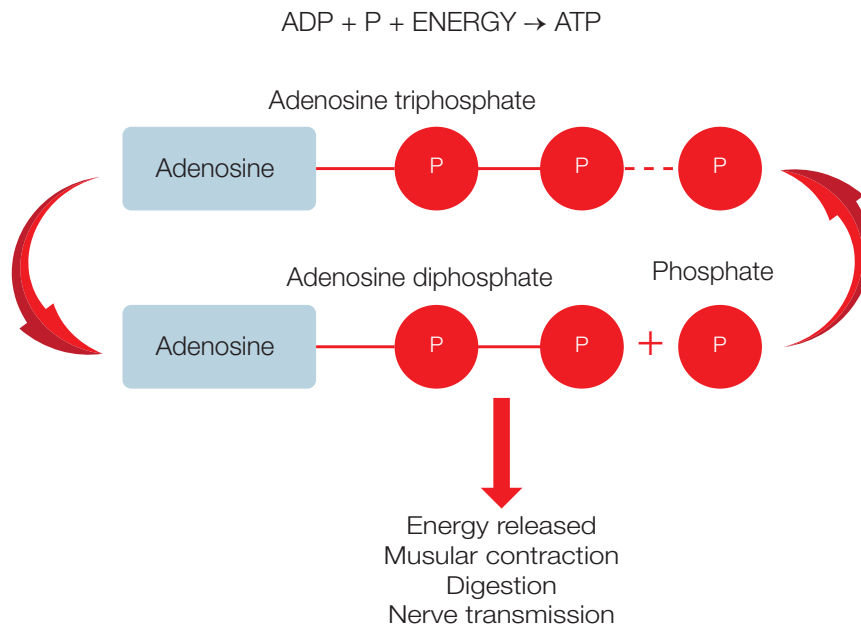 ADP + P + ENERGY → ATP
Adenosine triphosphate
Adenosine P P P
Adenosine diphosphate Phosphate
Adenosine P P + P
Energy released
Musular contraction
Digestion
Nerve transmission